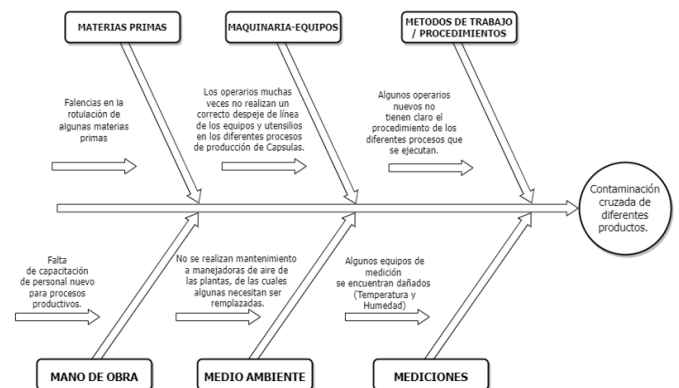 MATERIAS PRIMAS
MAQUINARIA-EQUIPOS
METODOS DE TRABAJO
/ PROCEDIMIENTOS
Falencias en la
rotulación de
algunas materias
primas
Los operarios muchas
veces no realizan un
correcto despeje de línea
de los equipos y utensilios
en los diferentes procesos
de producción de Capsulas.
Algunos operarios
nuevos no
tienen claro el
procedimiento de los
diferentes procesos que
se ejecutan.
Contaminación
cruzada de
diferentes
productos.
Falta
de capacitación
de personal nuevo
para procesos
productivos.
No se realizan mantenimiento
a manejadoras de aire de
las plantas, de las cuales
algunas necesitan ser
remplazadas.
Algunos equipos de
medición
se encuentran dañados
(Temperatura y
Humedad)
MANO DE OBRA
MEDIO AMBIENTE
MEDICIONES